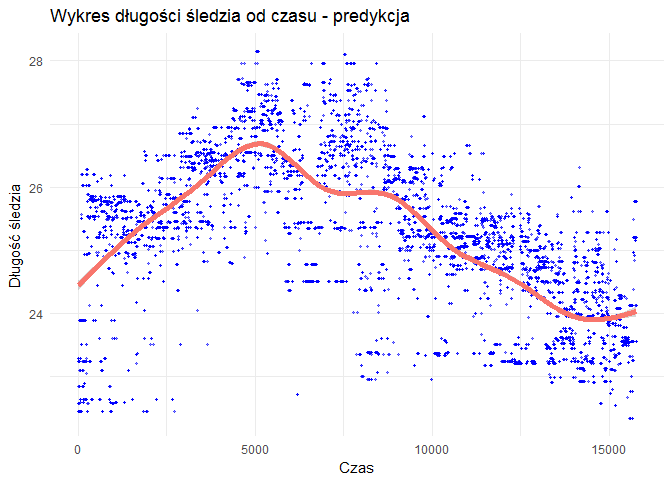 Wykres długości śledzia od czasu - predykcja
28
26
24
Długość śledzia
0 5000 10000 15000
Czas